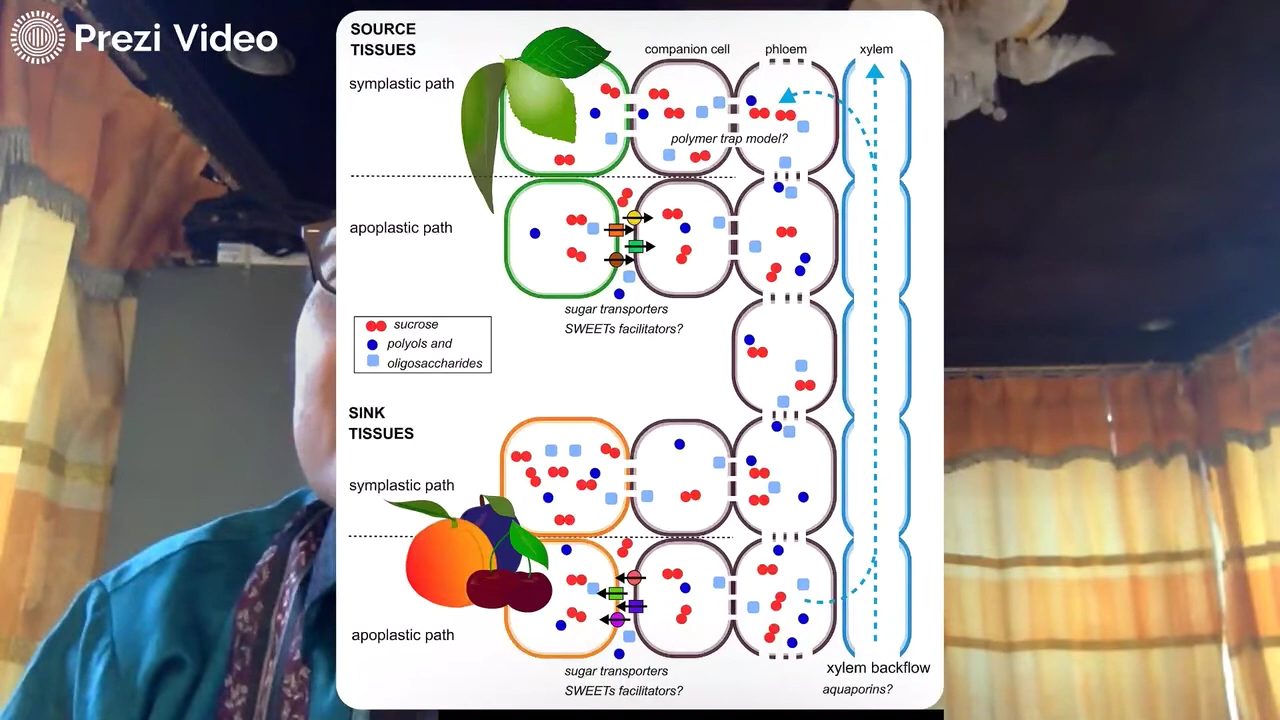 Prezi Video
SOURCE
TISSUES
companion cell
phloem
xylem
symplastic path
polymer trap model?
apoplastic path
sugar transporters
SWEETs facilitators?
sucrose
polyols and
oligosaccharides
SINK
TISSUES
symplastic path
apoplastic path
sugar transporters
SWEETs facilitators?
xylem backflow
aquaporins?